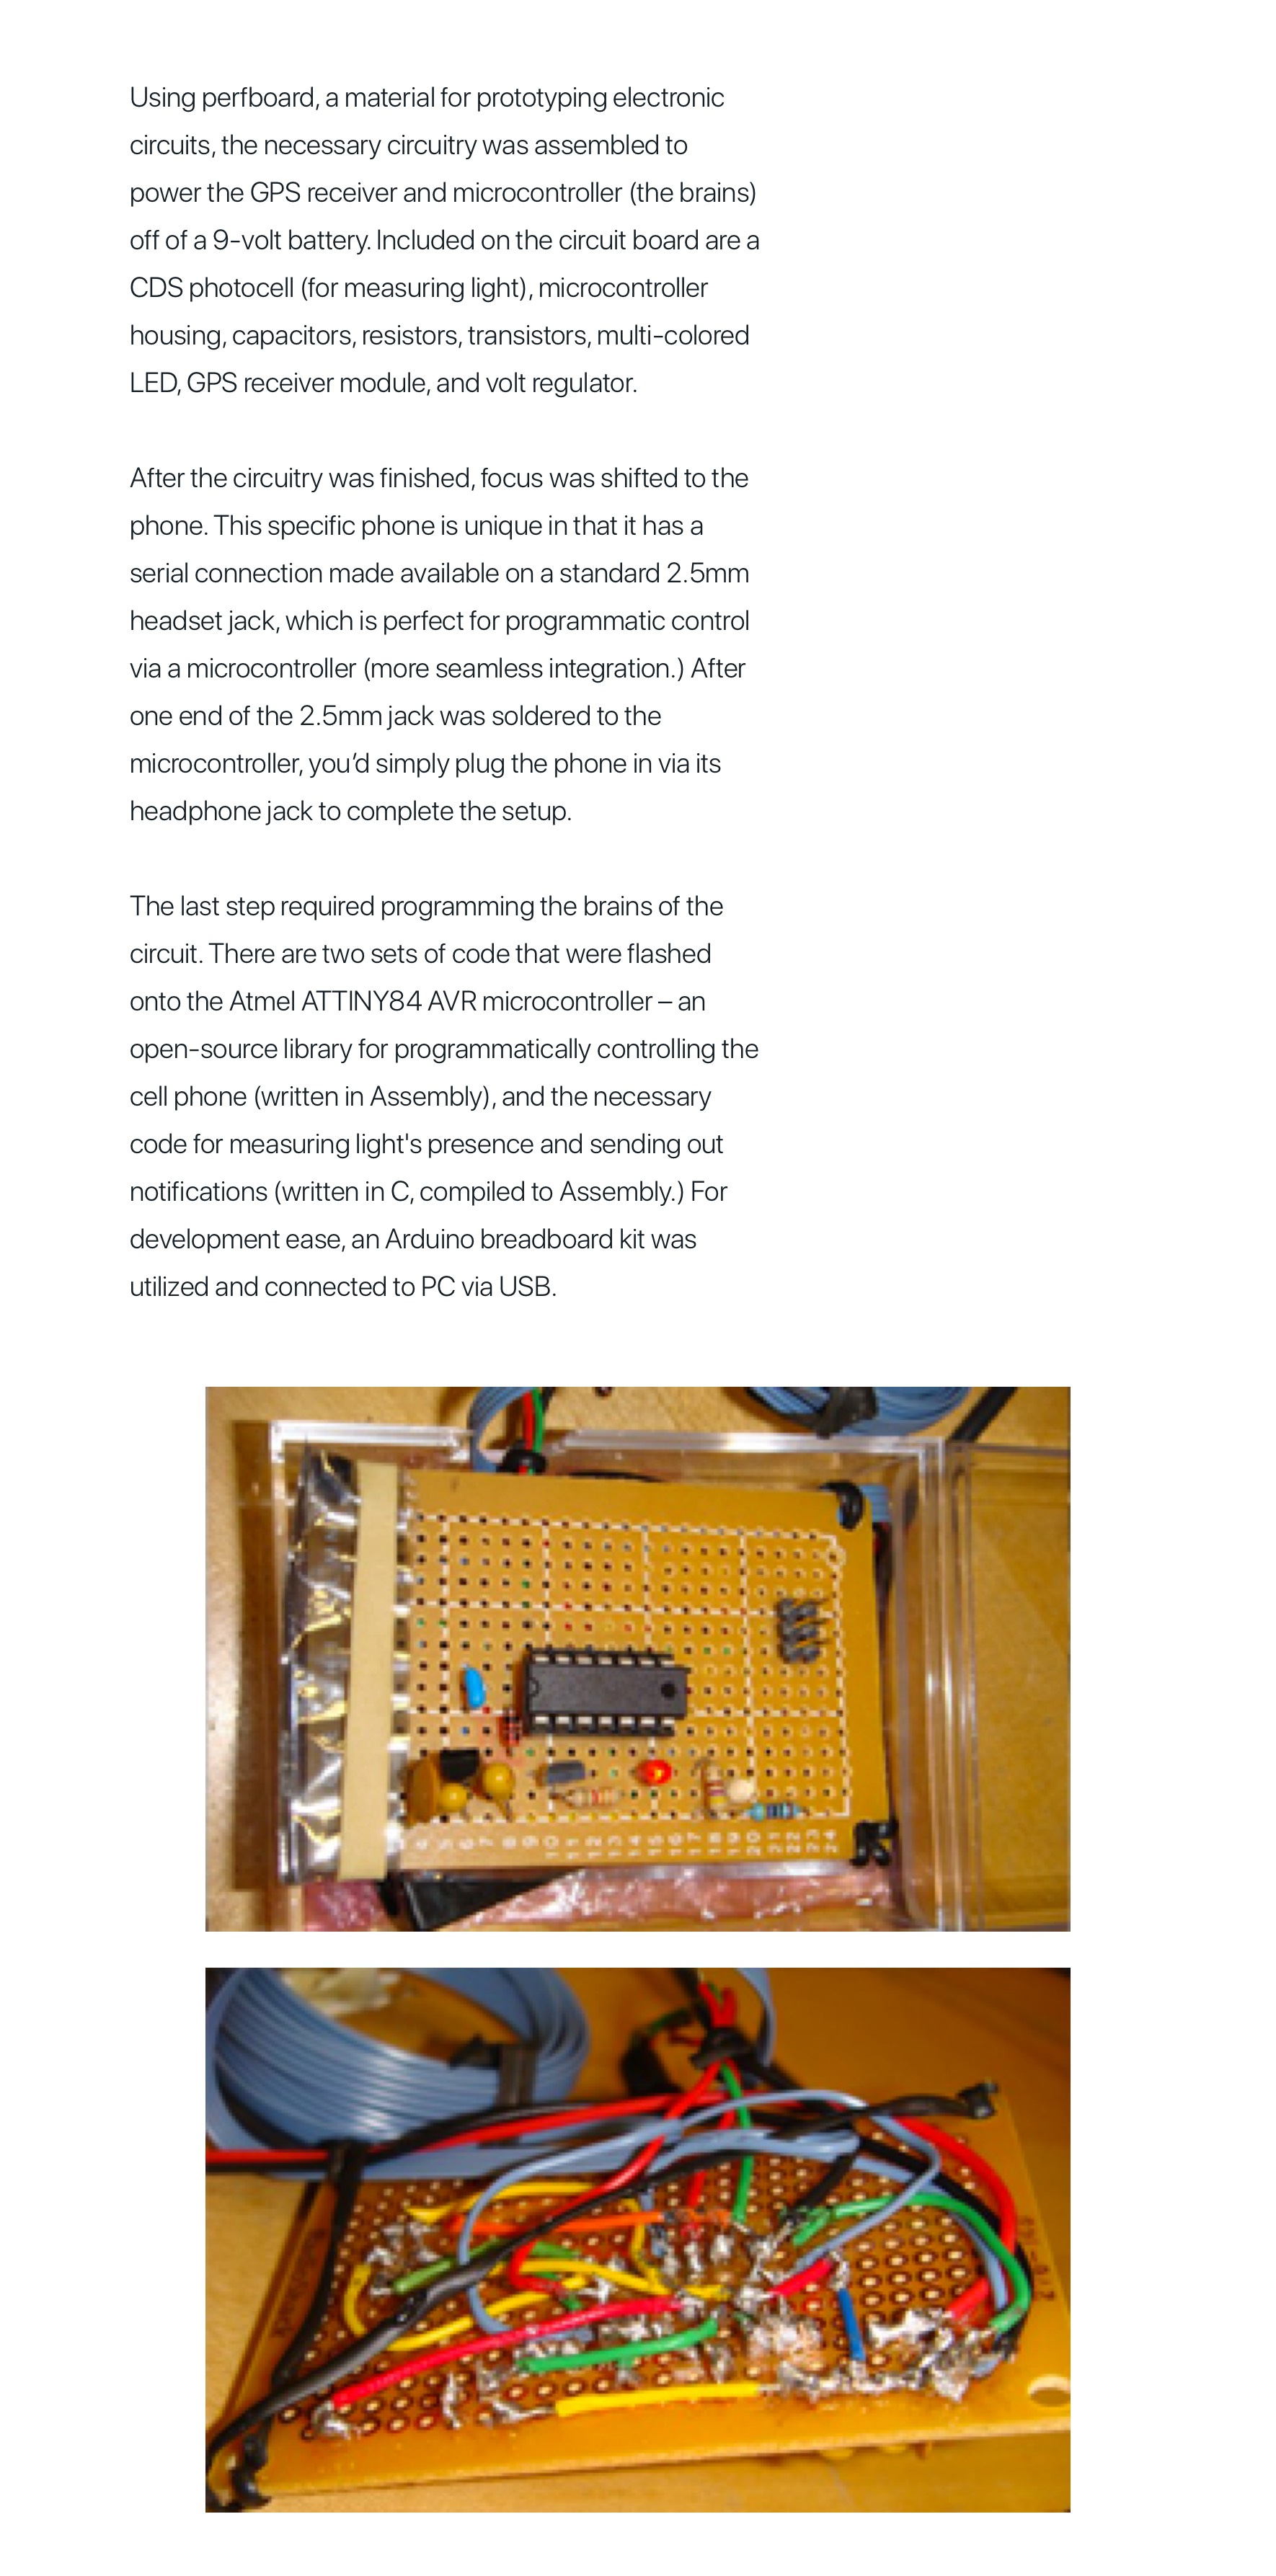 Using perfboard, a material for prototyping electronic
circuits, the necessary circuitry was assembled to
power the GPS receiver and microcontroller (the brains)
off of a 9-volt battery. Included on the circuit board are a
CDS photocell (for measuring light), microcontroller
housing, capacitors, resistors, transistors, multi-colored
LED, GPS receiver module, and volt regulator.
After the circuitry was finished, focus was shifted to the
phone. This specific phone is unique in that it has a
serial connection made available on a standard 2.5mm
headset jack, which is perfect for programmatic control
via a microcontroller (more seamless integration.) After
one end of the 2.5mm jack was soldered to the
microcontroller, you’d simply plug the phone in via its
headphone jack to complete the setup.
The last step required programming the brains of the
circuit. There are two sets of code that were flashed
onto the Atmel ATTINY84 AVR microcontroller – an
open-source library for programmatically controlling the
cell phone (written in Assembly), and the necessary
code for measuring light's presence and sending out
notifications (written in C, compiled to Assembly.) For
development ease, an Arduino breadboard kit was
utilized and connected to PC via USB.